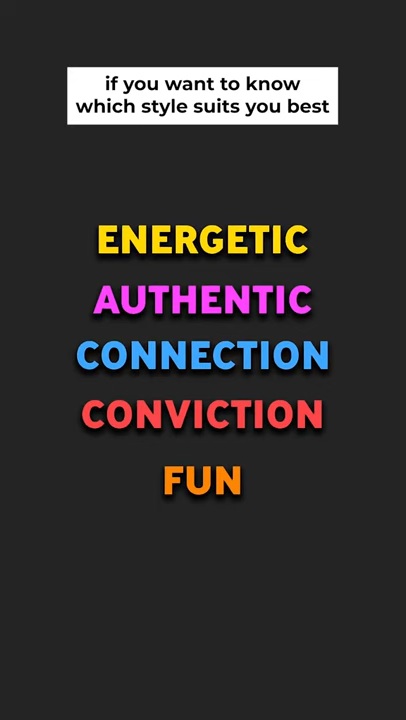 if you want to know
which style suits you best
ENERGETIC
AUTHENTIC
CONNECTION
CONVICTION
FUN